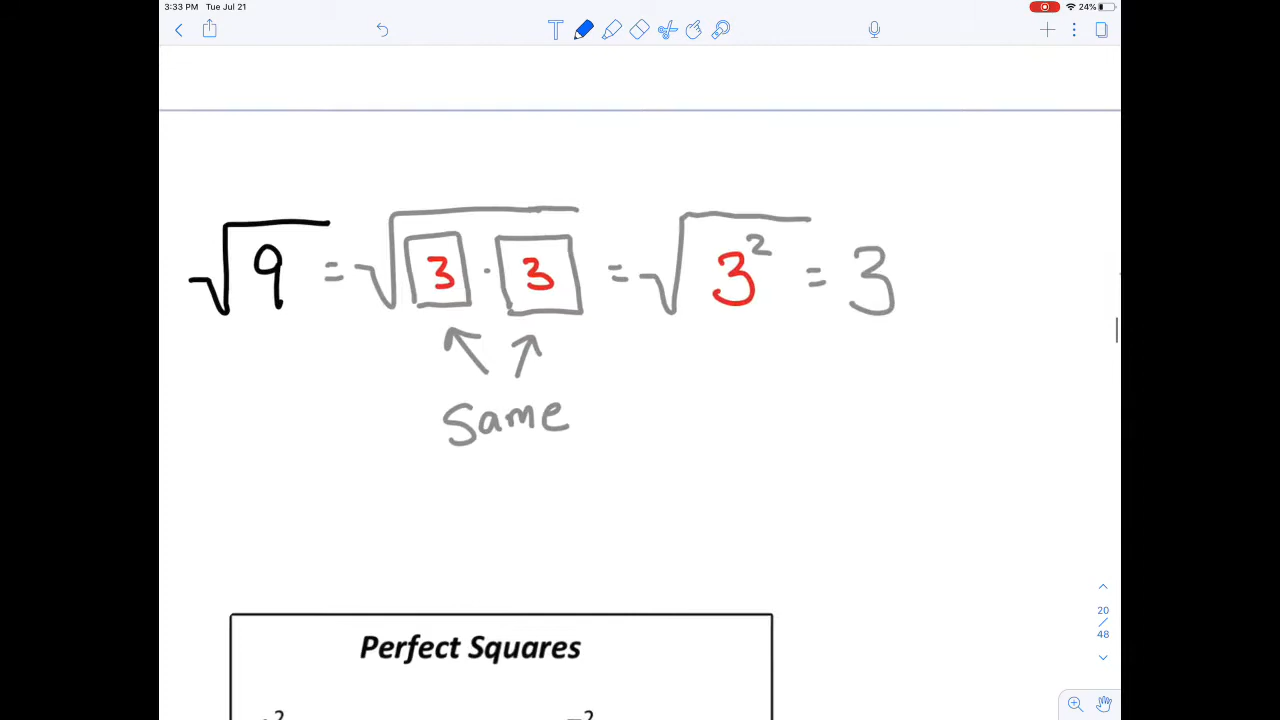 3:33 PM Tue Jul 21
24%
T
√9 = √3 · 3 = √3² = 3
Same
20
/
48
Perfect Squares